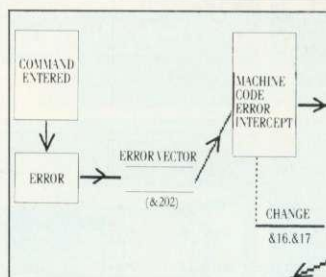 COMMAND
ENTERED
ERROR
ERROR VECTOR
(&202)
MACHINE
CODE
ERROR
INTERCEPT
CHANGE
&16.&17